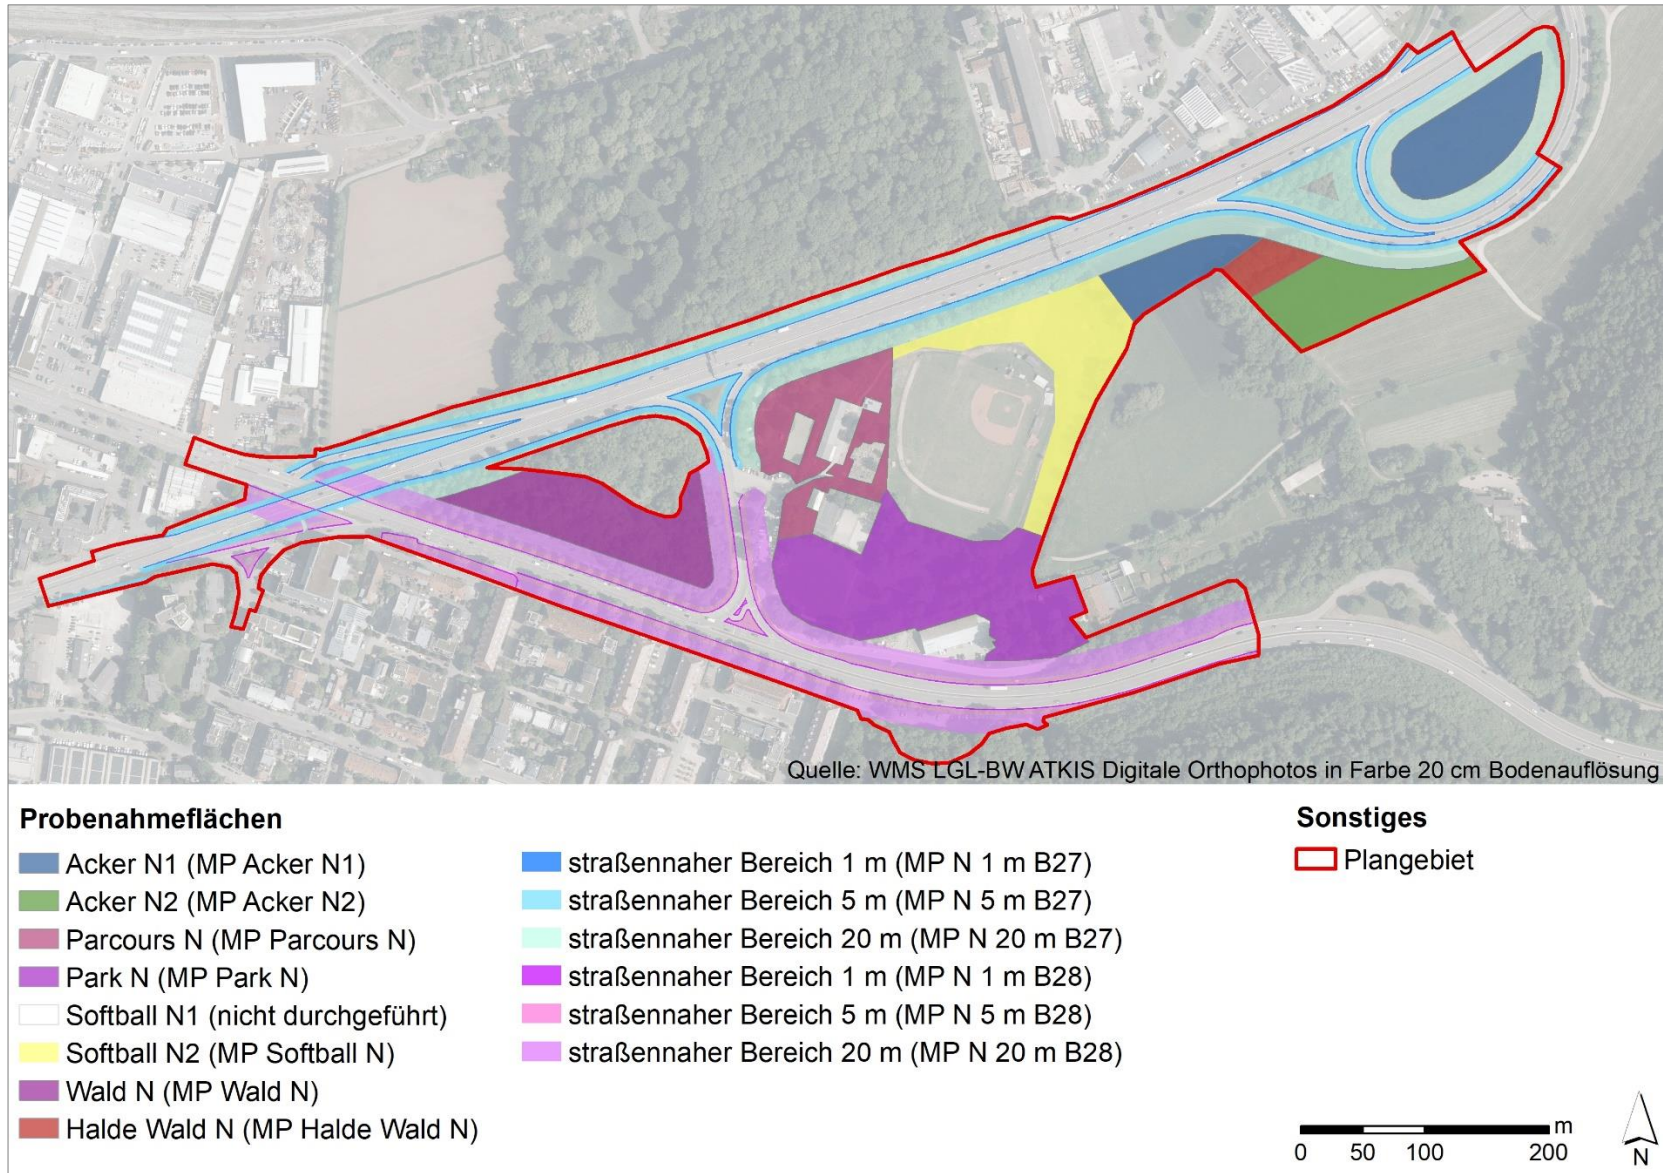 Quelle: WMS LGL-BW ATKIS Digitale Orthophotos in Farbe 20 cm Bodenauflösung
Probenahmeflächen
Acker N1 (MP Acker N1)
Acker N2 (MP Acker N2)
Parcours N (MP Parcours N)
Park N (MP Park N)
Softball N1 (nicht durchgeführt)
Softball N2 (MP Softball N)
Wald N (MP Wald N)
Halde Wald N (MP Halde Wald N)
straßennaher Bereich 1 m (MP N 1 m B27)
straßennaher Bereich 5 m (MP N 5 m B27)
straßennaher Bereich 20 m (MP N 20 m B27)
straßennaher Bereich 1 m (MP N 1 m B28)
straßennaher Bereich 5 m (MP N 5 m B28)
straßennaher Bereich 20 m (MP N 20 m B28)
Sonstiges
Plangebiet
m
0 50 100 200
N